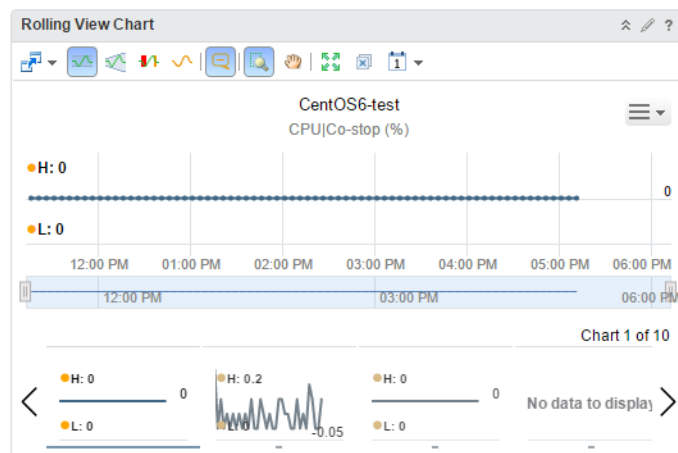 Rolling View Chart
?
1
CentOS6-test
CPU|Co-stop (%)
H: 0
0
L: 0
12:00 PM 01:00 PM 02:00 PM 03:00 PM 04:00 PM 05:00 PM 06:00 PM
12:00 PM 03:00 PM 06:00 PM
Chart 1 of 10
H: 0 H: 0.2 H: 0
0 0 No data to display
L: 0 L: 0 -0.05 L: 0